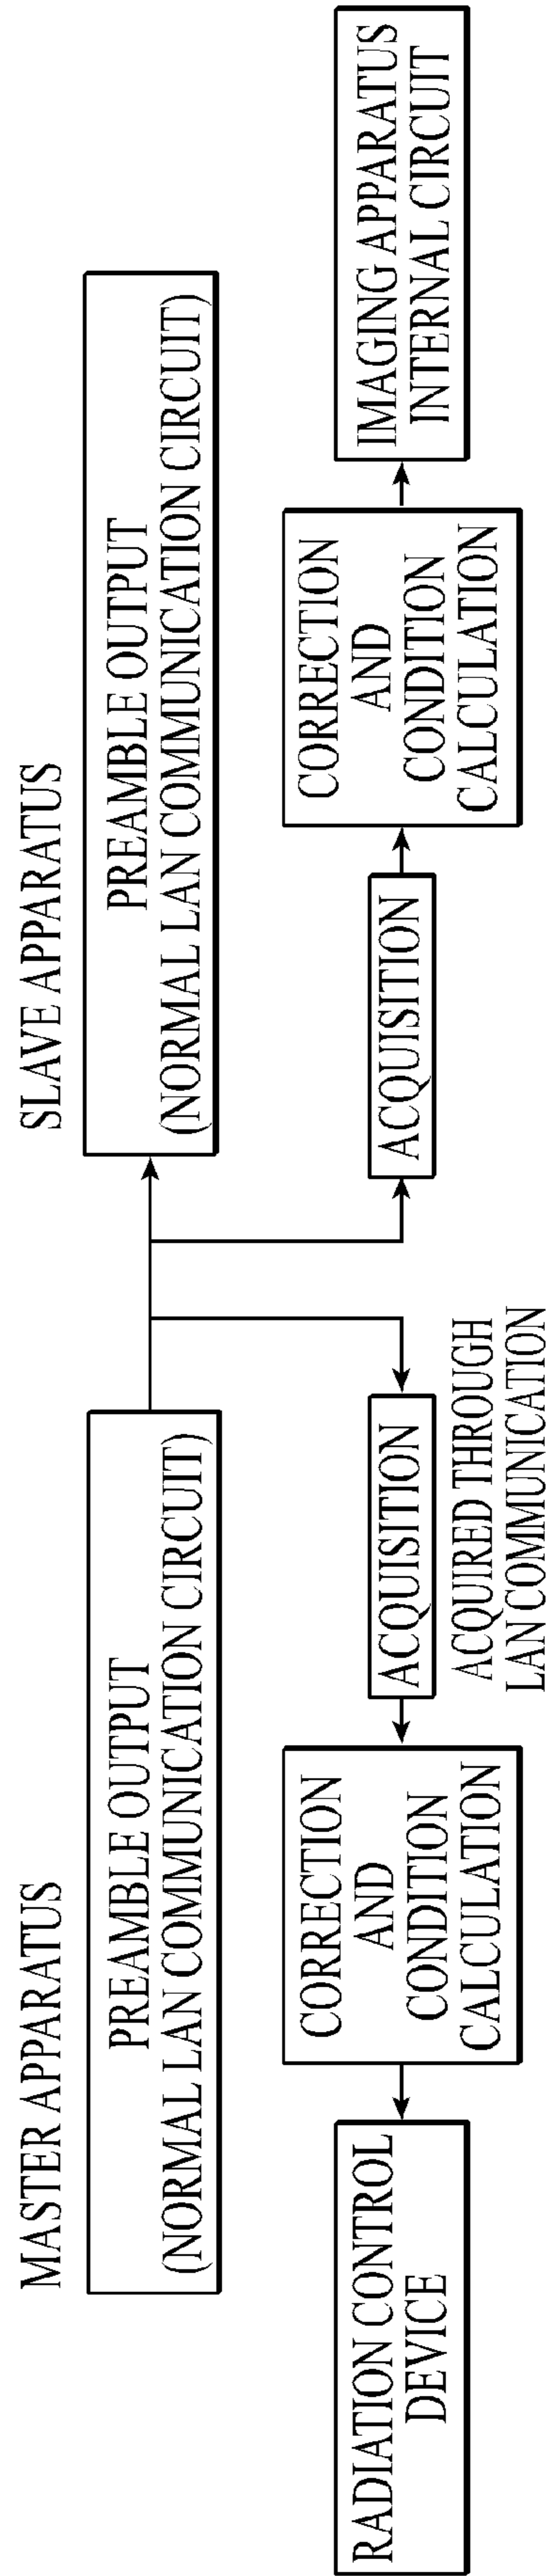 MASTER APPARATUS
PREAMBLE OUTPUT
(NORMAL LAN COMMUNICATION CIRCUIT)
SLAVE APPARATUS
PREAMBLE OUTPUT
(NORMAL LAN COMMUNICATION CIRCUIT)
RADIATION CONTROL
DEVICE
CORRECTION
AND
CONDITION
CALCULATION
ACQUISITION
ACQUIRED THROUGH
LAN COMMUNICATION
ACQUISITION
CORRECTION
AND
CONDITION
CALCULATION
IMAGING APPARATUS
INTERNAL CIRCUIT